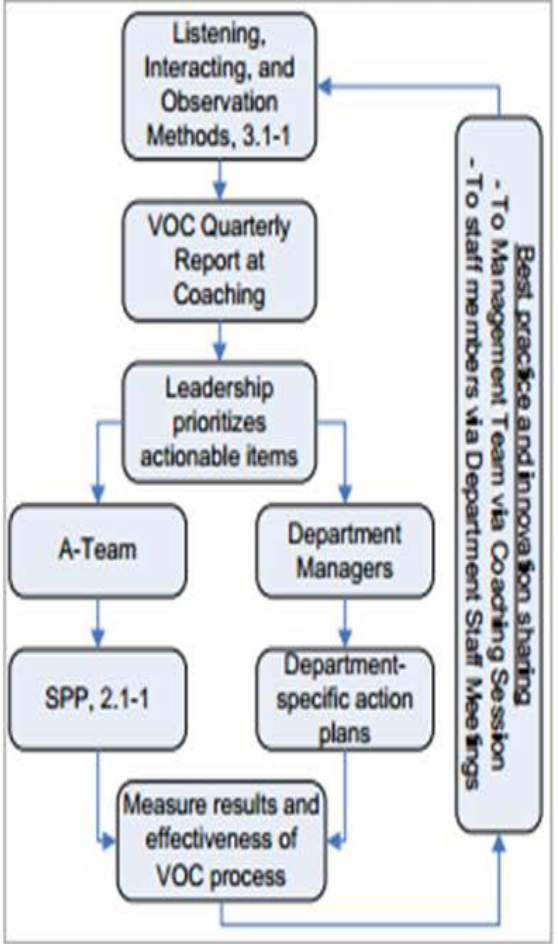 Listening,
Interacting, and
Observation
Methods, 3.1-1
VOC Quarterly
Report at
Coaching
Leadership
prioritizes
actionable items
A-Team
Department
Managers
SPP, 2.1-1
Department-
specific action
plans
Measure results and
effectiveness of
VOC process
Best practice and innovation sharing
- To Management Team via Coaching Session
- To staff members via Department Staff Meetings